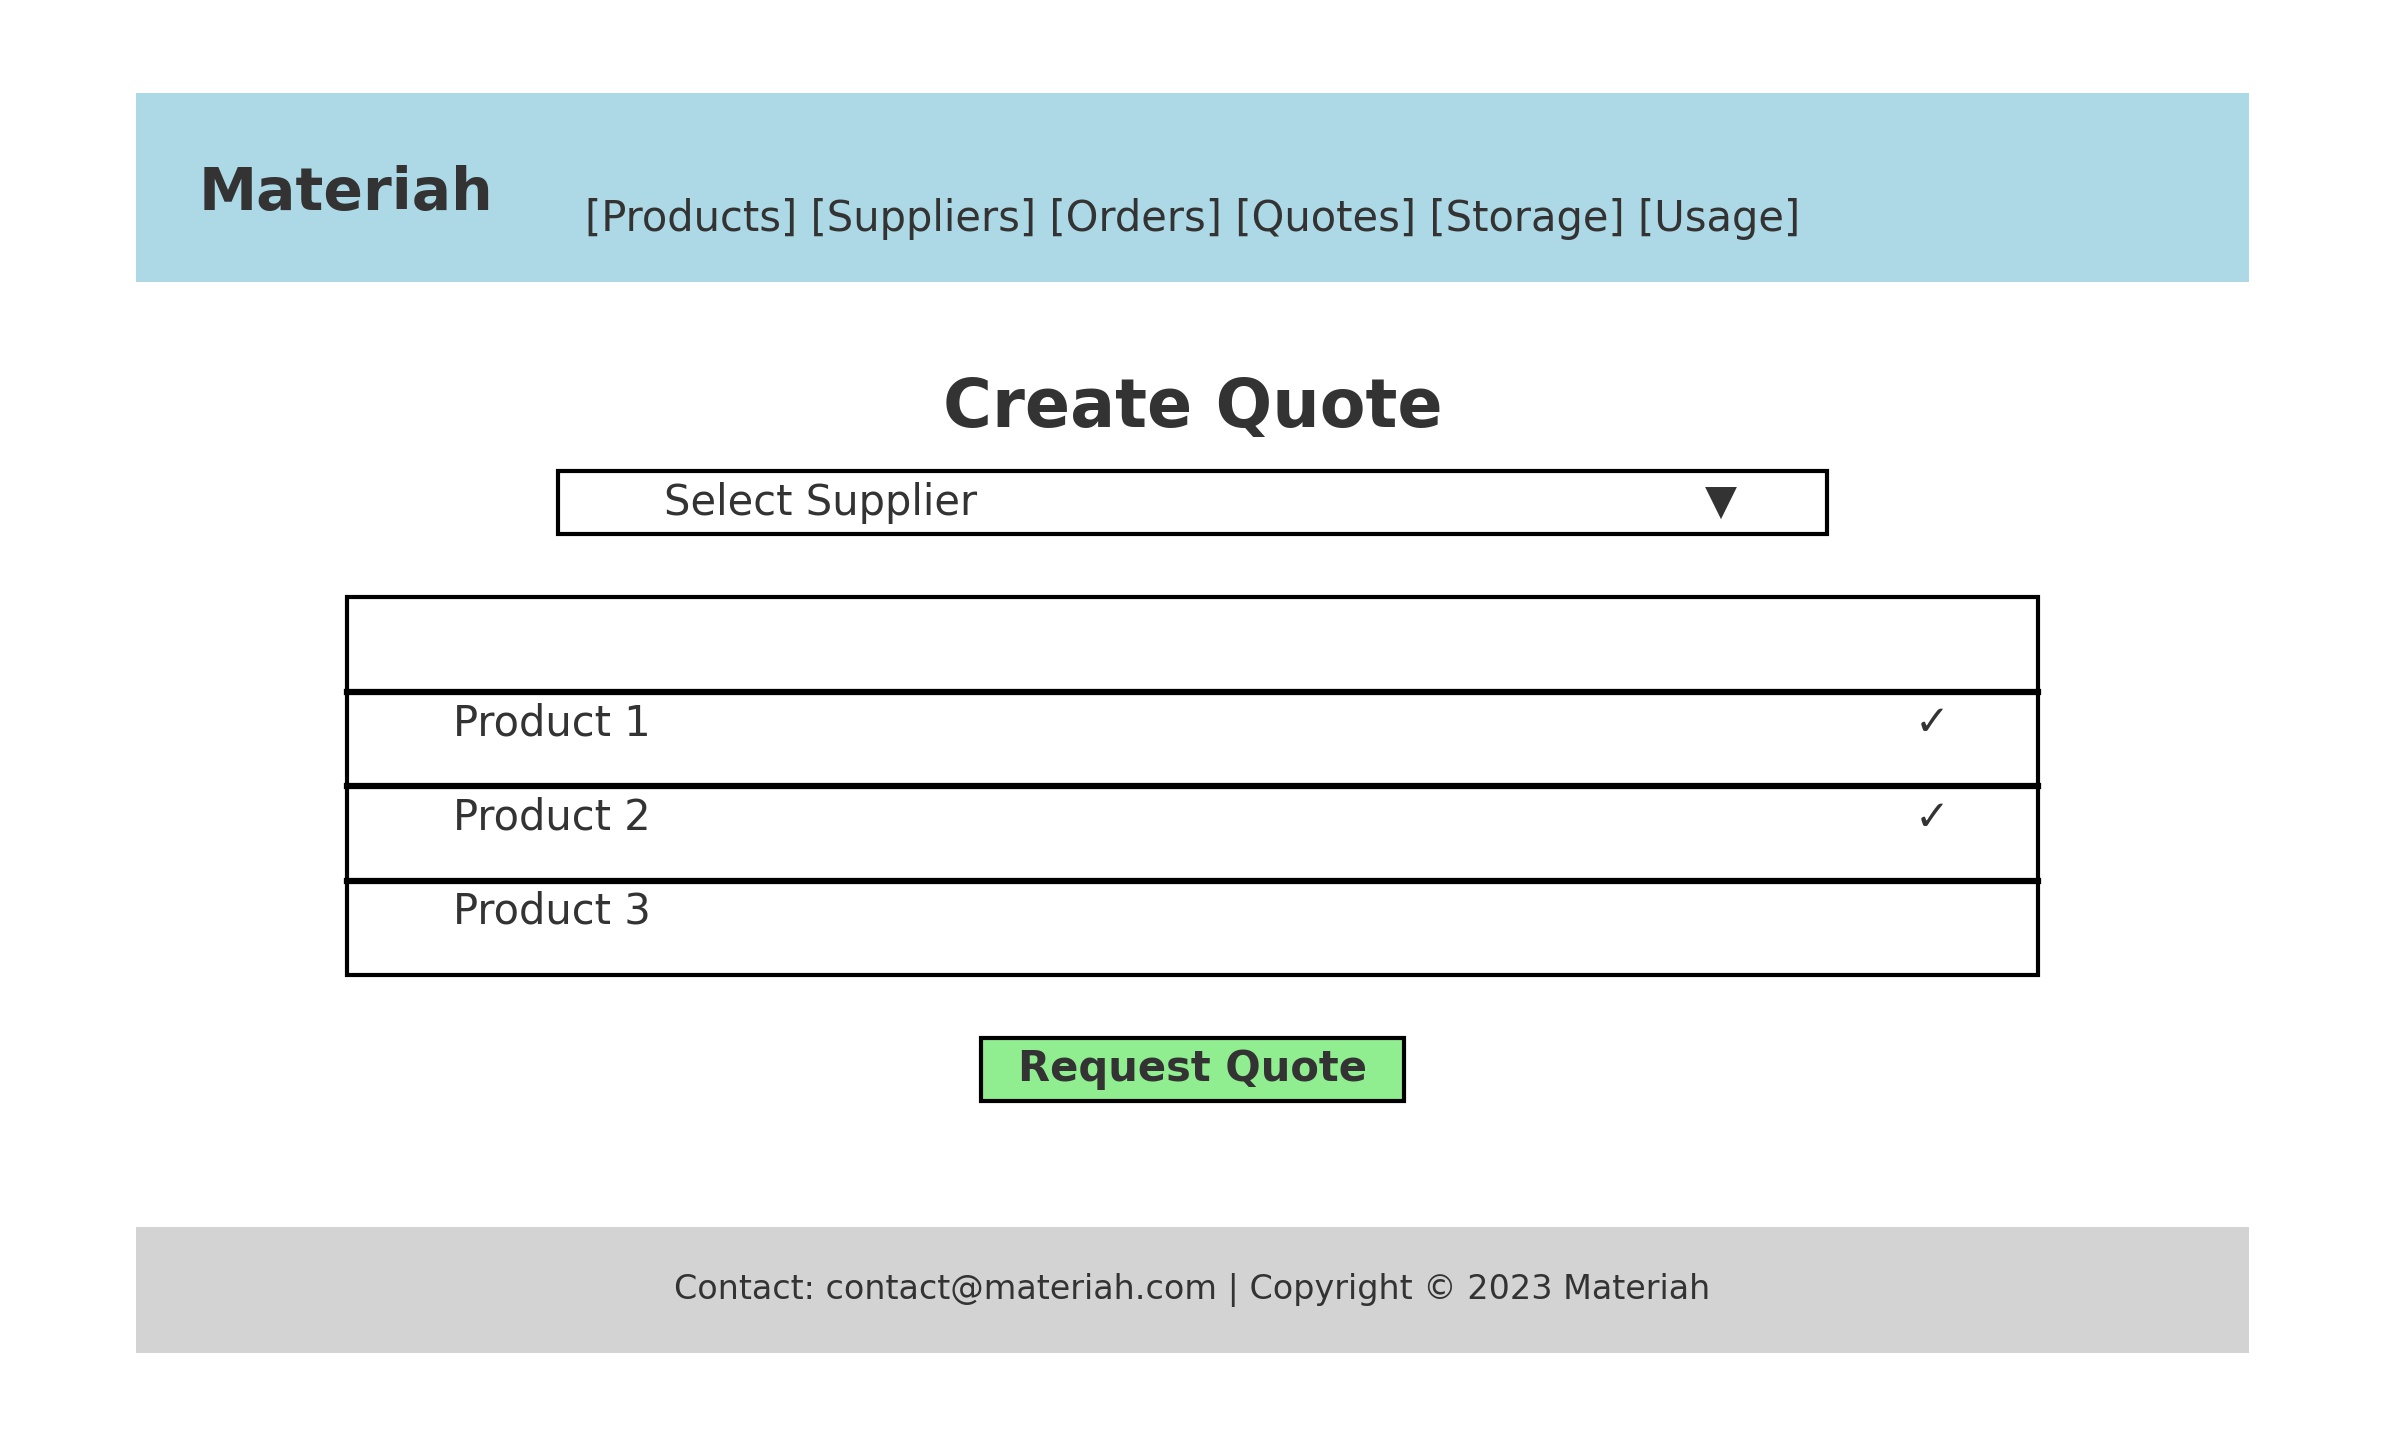 Materiah
[Products] [Suppliers] [Orders] [Quotes] [Storage] [Usage]
Create Quote
Select Supplier ▼
Product 1 ✓
Product 2 ✓
Product 3
Request Quote
Contact: contact@materiah.com | Copyright © 2023 Materiah